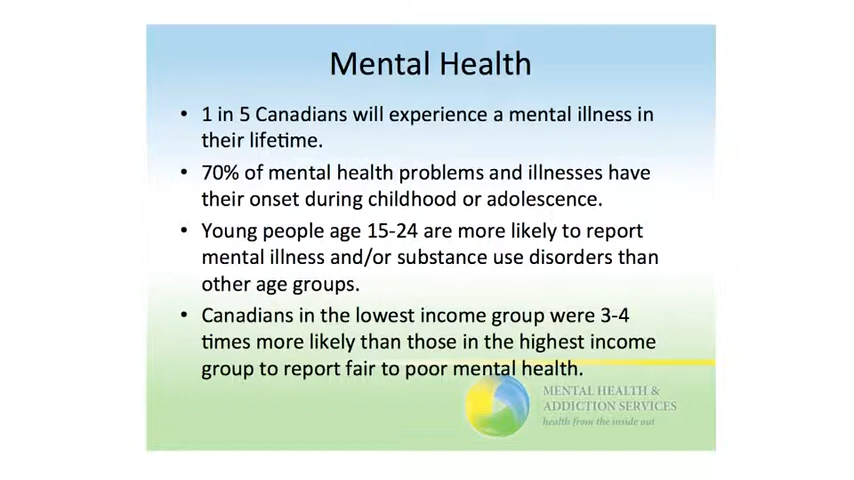 Mental Health
• 1 in 5 Canadians will experience a mental illness in
their lifetime.
• 70% of mental health problems and illnesses have
their onset during childhood or adolescence.
• Young people age 15-24 are more likely to report
mental illness and/or substance use disorders than
other age groups.
• Canadians in the lowest income group were 3-4
times more likely than those in the highest income
group to report fair to poor mental health.
MENTAL HEALTH &
ADDICTION SERVICES
health from the inside out